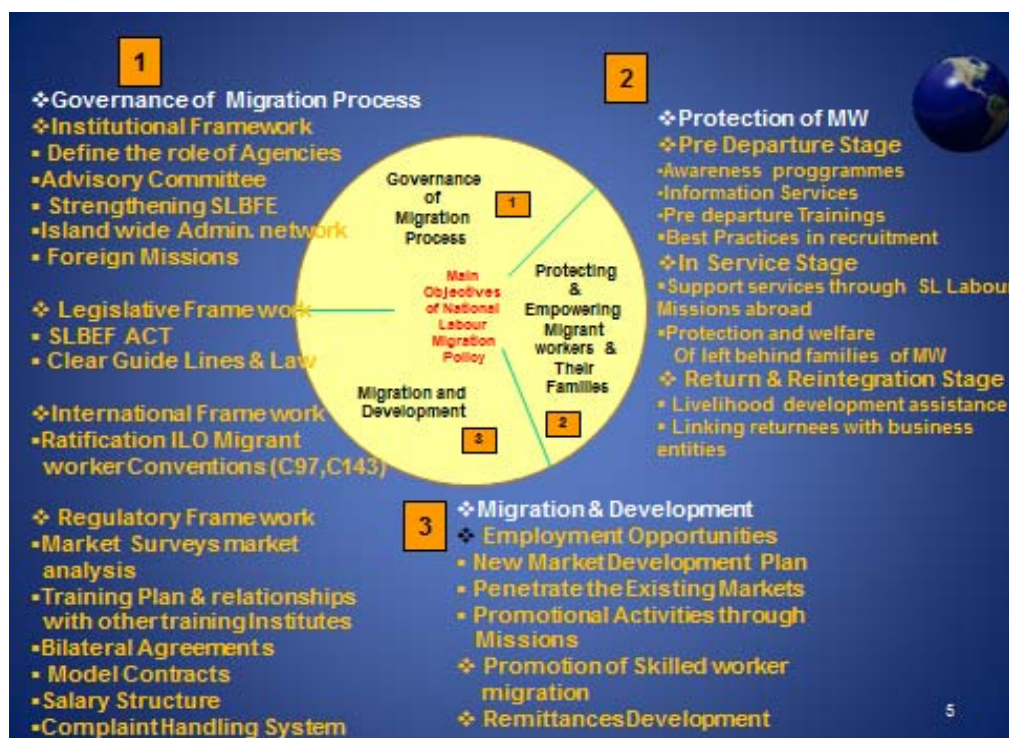 1
❖Governance of Migration Process
❖Institutional Framework
▪ Define the role of Agencies
▪Advisory Committee
▪ Strengthening SLBFE
▪Island wide Admin. network
▪ Foreign Missions
❖ Legislative Frame work
▪ SLBEF ACT
▪ Clear Guide Lines & Law
❖International Frame work
▪Ratification ILO Migrant
worker Conventions (C97,C143)
❖ Regulatory Frame work
▪Market Surveys market
analysis
▪Training Plan & relationships
with other training Institutes
▪Bilateral Agreements
▪ Model Contracts
▪Salary Structure
▪Complaint Handling System
Governance
of
Migration
Process
1
Main
Objectives
of National
Labour
Migration
Policy
Protecting
&
Empowering
Migrant
workers &
Their
Families
2
Migration and
Development
3
2
❖Protection of MW
❖Pre Departure Stage
▪Awareness proggrammes
▪Information Services
▪Pre departure Trainings
▪Best Practices in recruitment
❖In Service Stage
▪Support services through SL Labour
Missions abroad
▪Protection and welfare
Of left behind families of MW
❖ Return & Reintegration Stage
▪ Livelihood development assistance
▪ Linking returnees with business
entities
3
❖Migration & Development
❖ Employment Opportunities
▪ New Market Development Plan
▪ Penetrate the Existing Markets
▪ Promotional Activities through
Missions
❖ Promotion of Skilled worker
migration
❖ Remittances Development
5